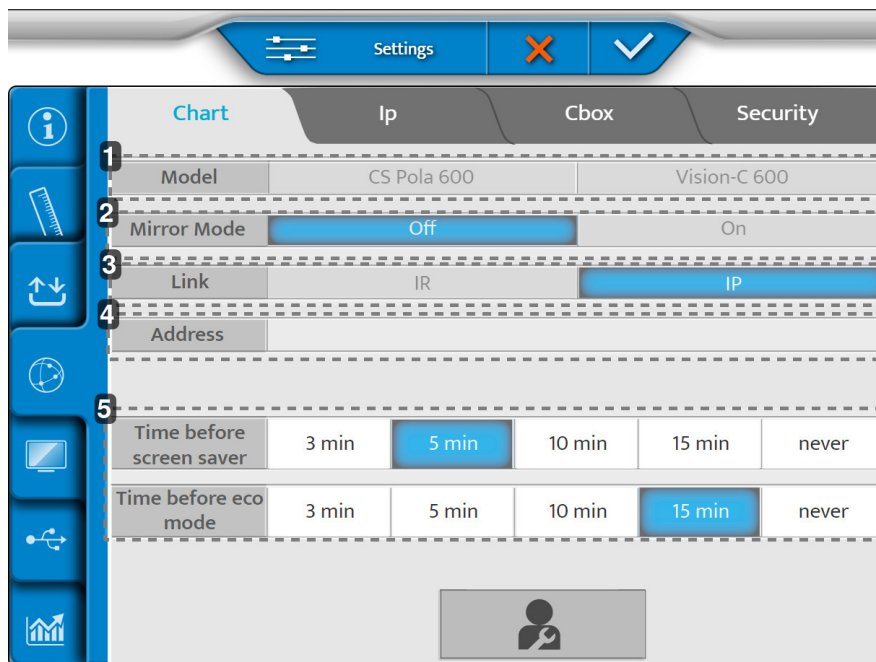 Settings
Chart Ip Cbox Security
1
Model CS Pola 600 Vision-C 600
2
Mirror Mode Off On
3
Link IR IP
4
Address
5
Time before
screen saver 3 min 5 min 10 min 15 min never
Time before eco
mode 3 min 5 min 10 min 15 min never